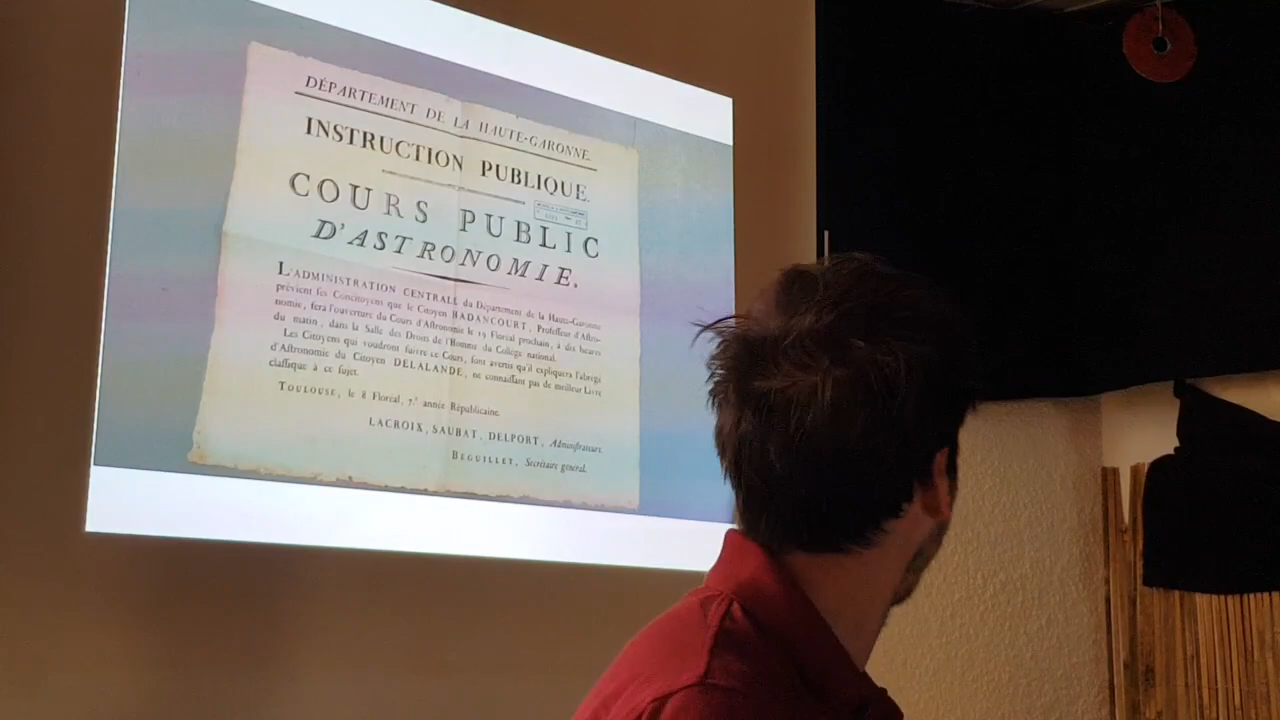 DÉPARTEMENT DE LA HAUTE-GARONNE.
INSTRUCTION PUBLIQUE.
COURS PUBLIC
D'ASTRONOMIE.
L'ADMINISTRATION CENTRALE du Département de la Haute-Garonne
prévient ſes Concitoyens que le Citoyen BADANCOURT, Profeſſeur d'Aſtro-
nomie, fera l'ouverture du Cours d'Aſtronomie le 19 Floréal prochain, à dix heures
du matin, dans la Salle des Droits de l'Homme du Collége national.
Les Citoyens qui voudront ſuivre ce Cours, ſont avertis qu'il expliquera l'abrégé
d'Aſtronomie du Citoyen DELALANDE, ne connaiſſant pas de meilleur Livre
claſſique à ce ſujet.
TOULOUSE, le 8 Floréal, 7.e année Républicaine.
LACROIX, SAUBAT, DELPORT, Adminiſtrateurs.
BEGUILLET, Secrétaire général.